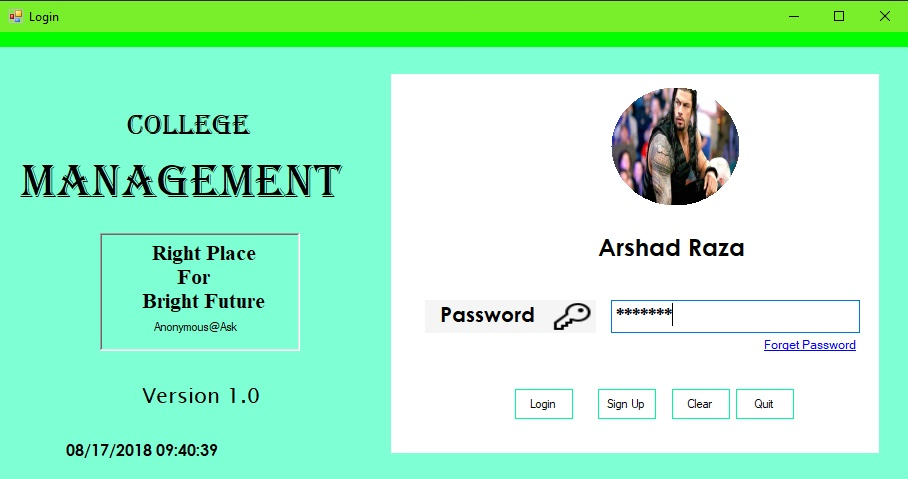 Login
COLLEGE
MANAGEMENT
Right Place
For
Bright Future
Anonymous@Ask
Version 1.0
08/17/2018 09:40:39
Arshad Raza
Password *******
Forget Password
Login Sign Up Clear Quit